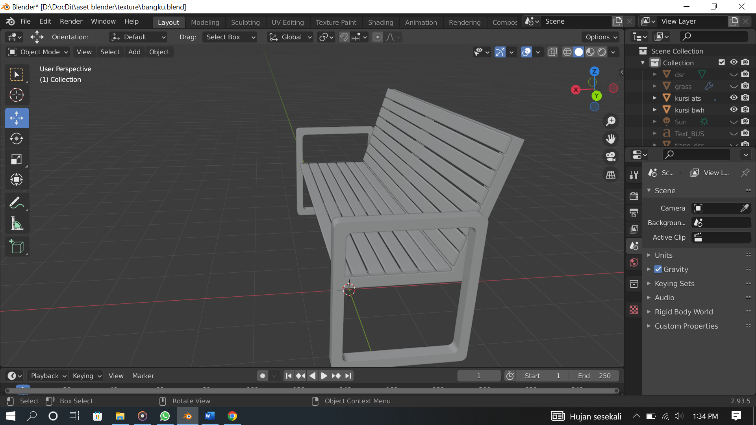 Blender* [D:\DocDit\aset blender\texture\bangku.blend]
File Edit Render Window Help Layout Modeling Sculpting UV Editing Texture Paint Shading Animation Rendering Compos Scene View Layer
Orientation: Default Drag: Select Box Global Options
Object Mode View Select Add Object
User Perspective
(1) Collection
Z
X
Y
Scene Collection
Collection
dsr
grass
kursi ats
kursi bwh
Sun
Text_BUS
Sc... View L...
Scene
Camera
Backgroun...
Active Clip
Units
Gravity
Keying Sets
Audio
Rigid Body World
Custom Properties
Playback Keying View Marker 1 Start 1 End 250
Select Box Select Rotate View Object Context Menu 2.93.5
Hujan sesekali 1:34 PM